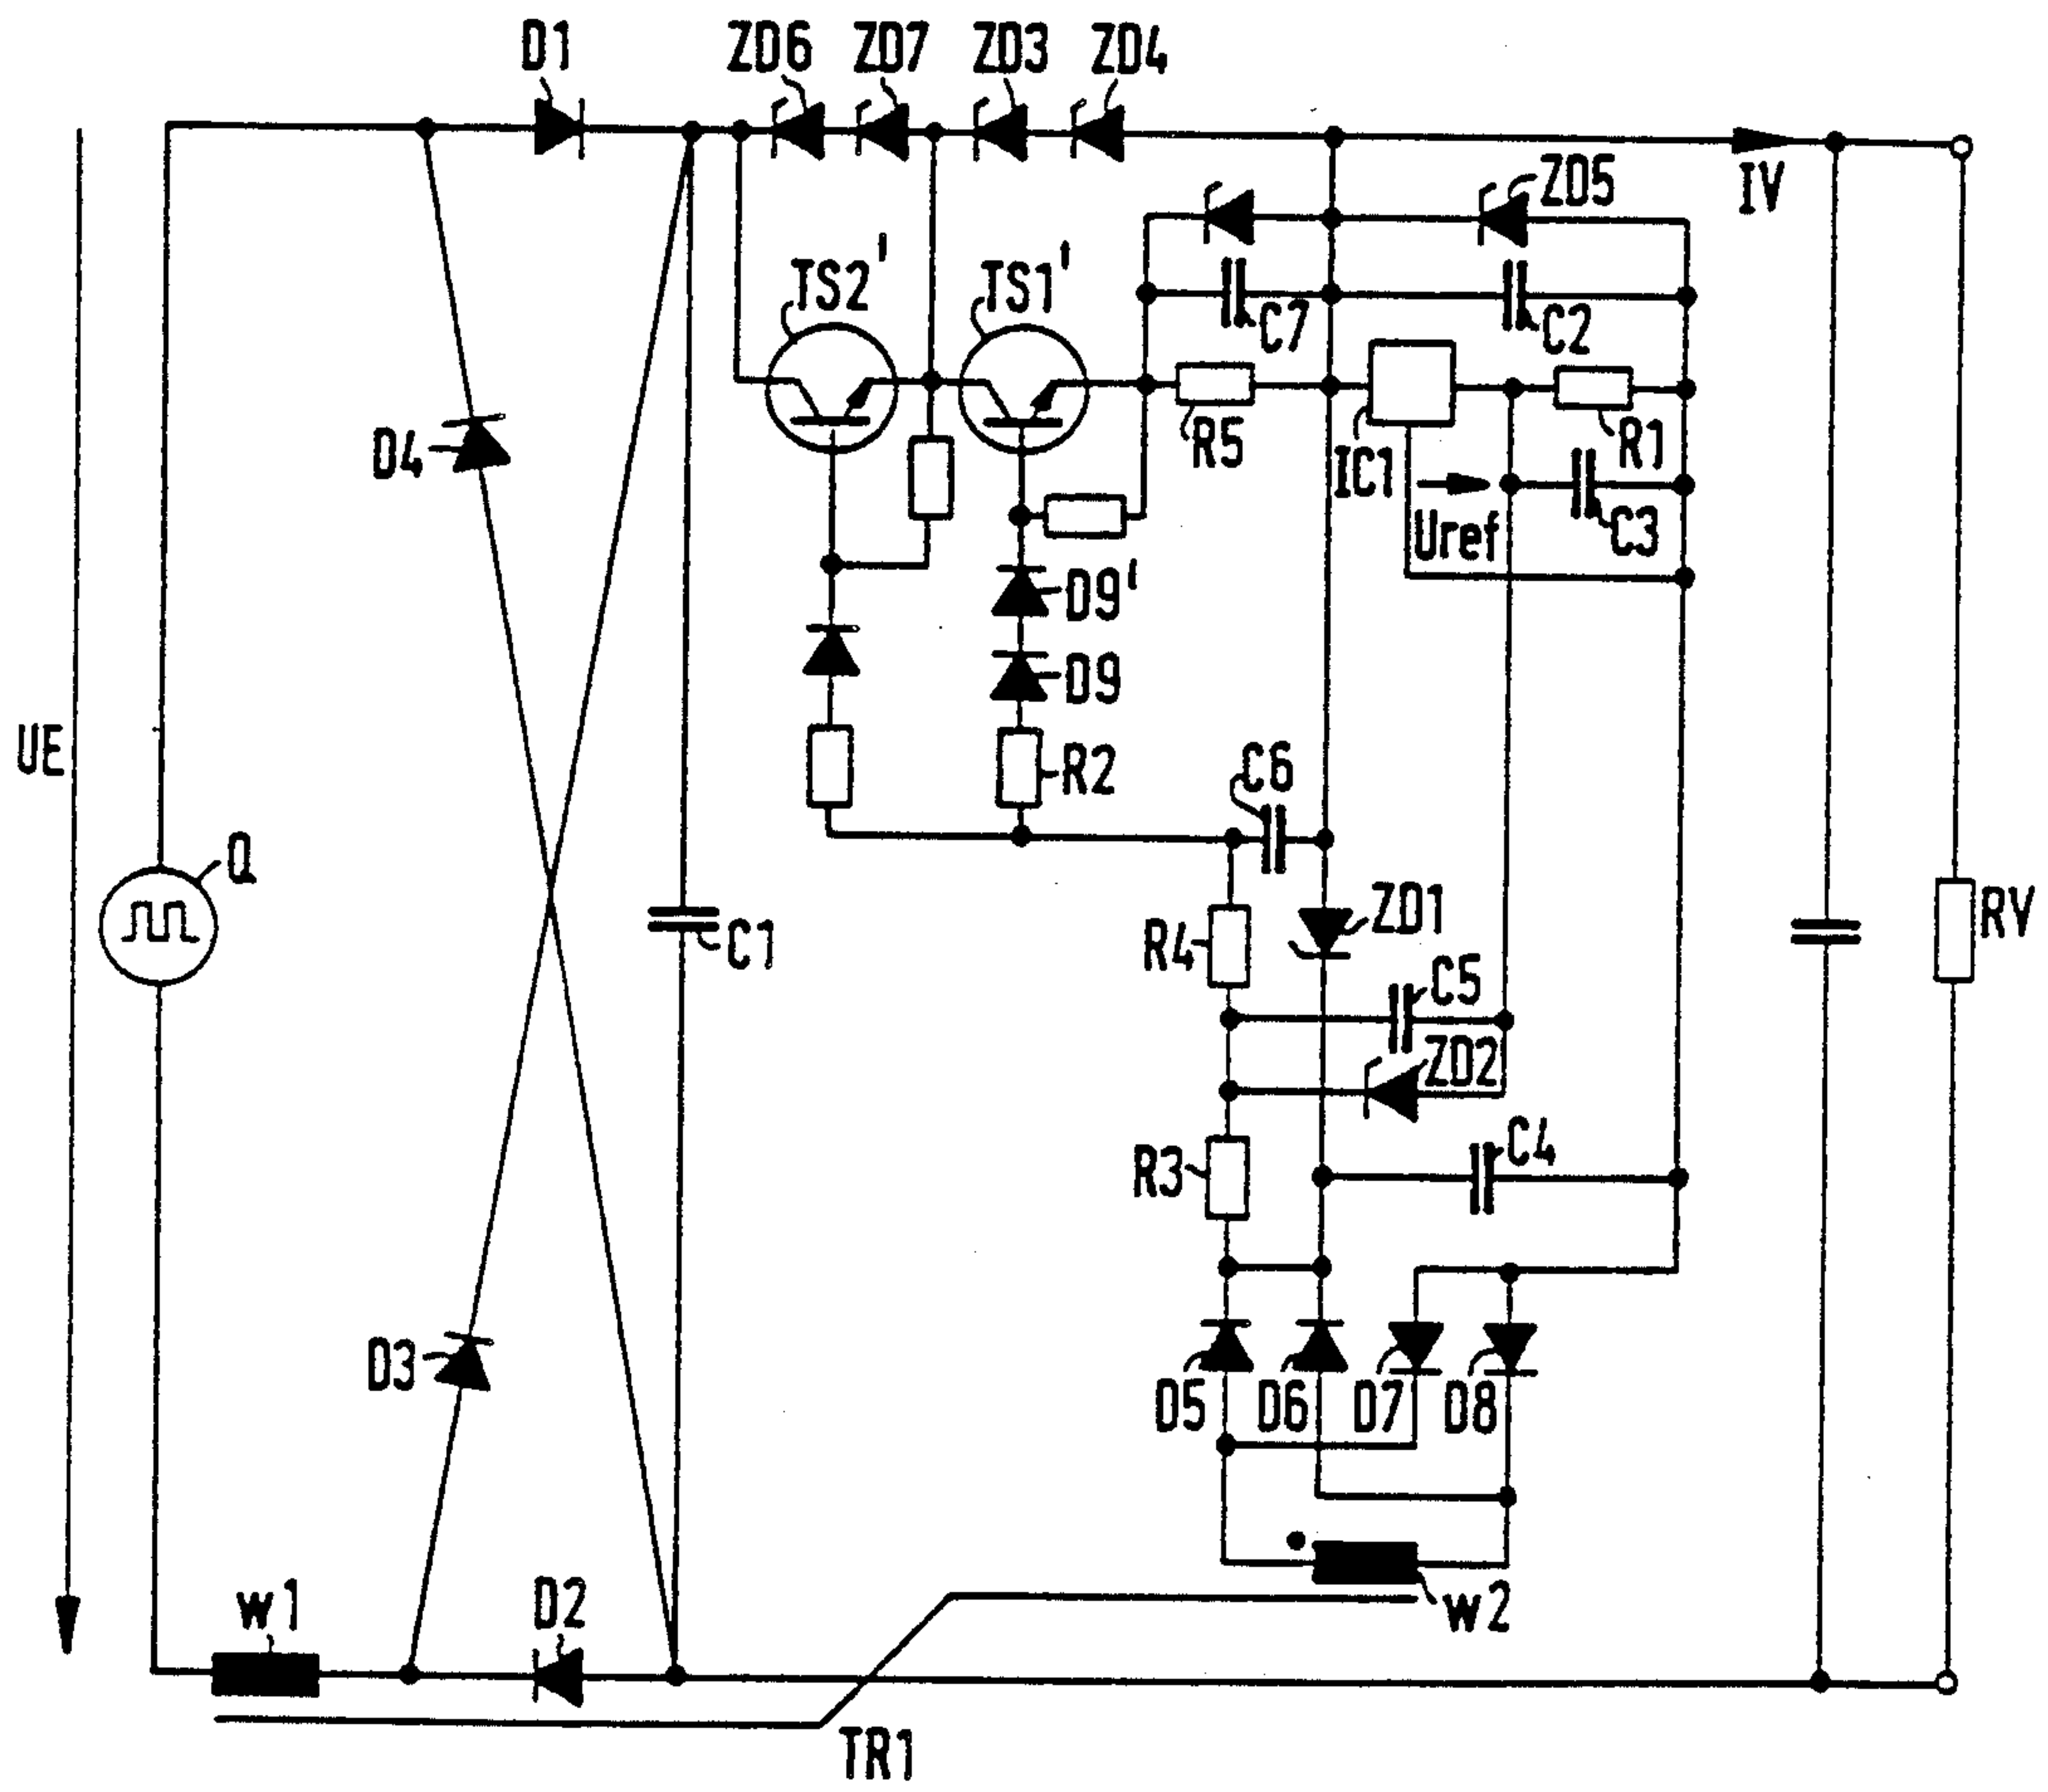 D1
ZD6
ZD7
ZD3
ZD4
IV
ZD5
TS2'
TS1'
C7
C2
D4
R5
IC1
R1
Uref
C3
D9'
D9
UE
R2
C6
Q
C1
R4
ZD1
RV
C5
ZD2
R3
C4
D3
D5
D6
D7
D8
w1
D2
w2
TR1